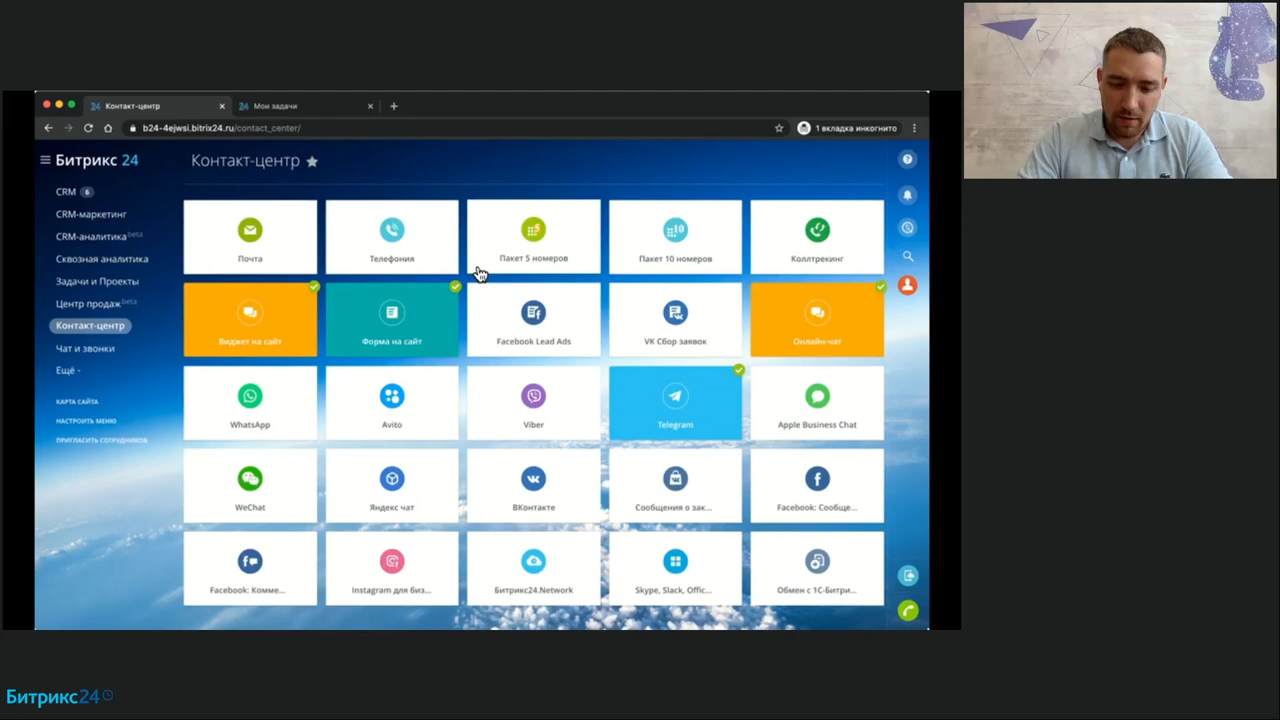 Контакт-центр
24 Мои задачи
b24-4ejwsi.bitrix24.ru/contact_center/
1 вкладка инкогнито
Битрикс 24
Контакт-центр
CRM 6
CRM-маркетинг
CRM-аналитика beta
Сквозная аналитика
Задачи и Проекты
Центр продаж beta
Контакт-центр
Чат и звонки
Ещё
КАРТА САЙТА
НАСТРОИТЬ МЕНЮ
ПРИГЛАСИТЬ СОТРУДНИКОВ
Почта
Телефония
5
Пакет 5 номеров
10
Пакет 10 номеров
Коллтрекинг
Виджет на сайт
Форма на сайт
Facebook Lead Ads
VK Сбор заявок
Онлайн-чат
WhatsApp
Avito
Viber
Telegram
Apple Business Chat
WeChat
Яндекс чат
ВКонтакте
Сообщения о зак...
Facebook: Сообще...
Facebook: Комме...
Instagram для биз...
Битрикс24.Network
Skype, Slack, Offic...
Обмен с 1С-Битри...
Битрикс24